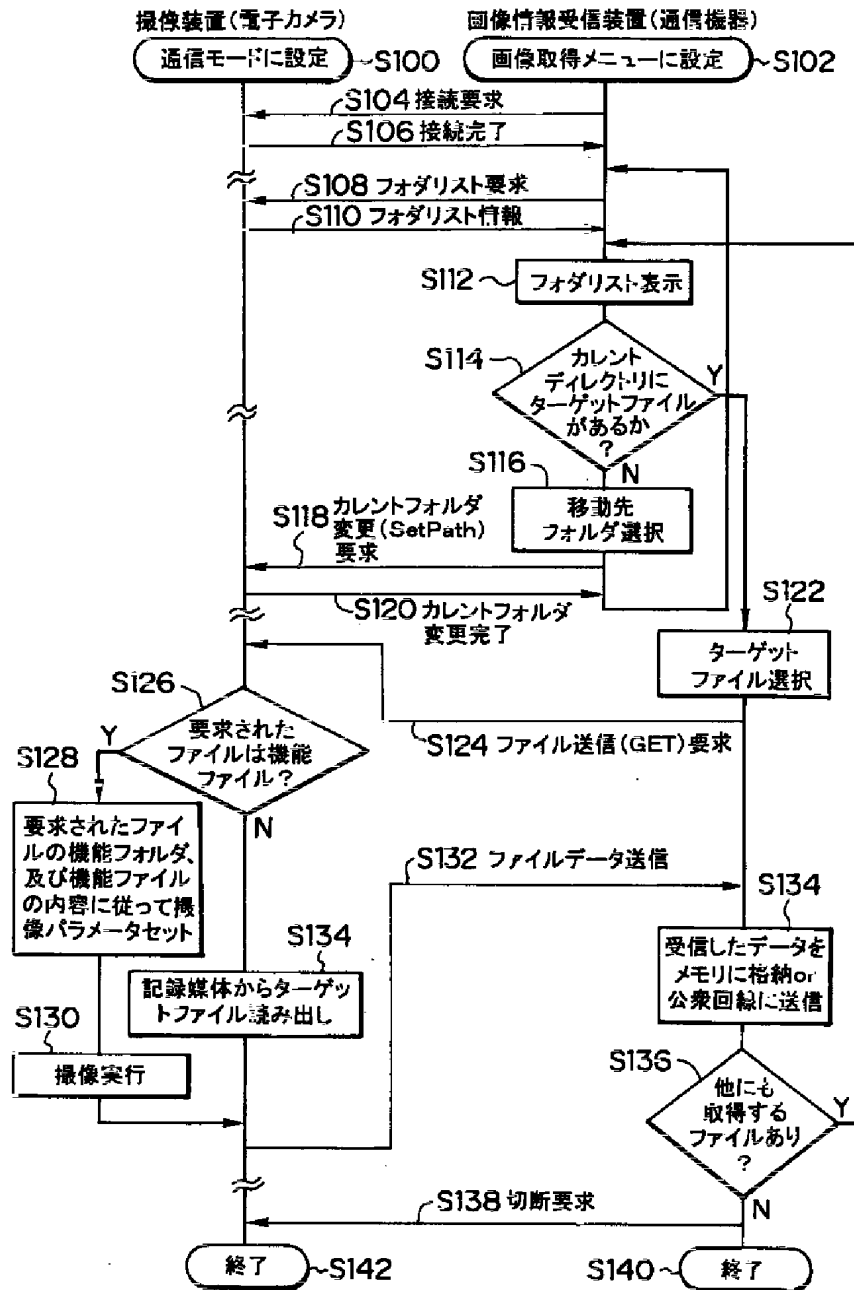 撮像装置(電子カメラ)
画像情報受信装置(通信機器)
通信モードに設定
S100
画像取得メニューに設定
S102
S104 接続要求
S106 接続完了
S108 フォダリスト要求
S110 フォダリスト情報
S112
フォダリスト表示
S114
カレント
ディレクトリに
ターゲットファイル
があるか
?
Y
N
S116
移動先
フォルダ選択
S118 カレントフォルダ
変更(SetPath)
要求
S120 カレントフォルダ
変更完了
S122
ターゲット
ファイル選択
S124 ファイル送信(GET)要求
S126
要求された
ファイルは機能
ファイル?
Y
N
S128
要求されたファイ
ルの機能フォルダ、
及び機能ファイル
の内容に従って撮
像パラメータセット
S130
撮像実行
S134
記録媒体からターゲッ
トファイル読み出し
S132 ファイルデータ送信
S134
受信したデータを
メモリに格納or
公衆回線に送信
S136
他にも
取得する
ファイルあり
?
Y
N
S138 切断要求
終了
S142
S140
終了